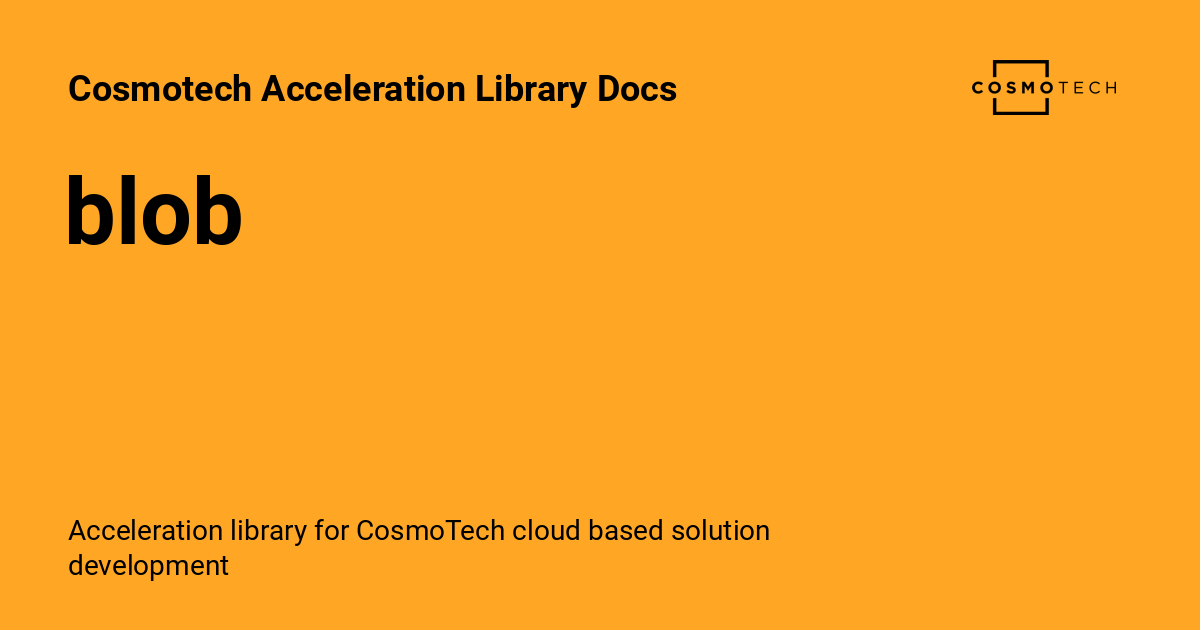 Cosmotech Acceleration Library Docs
COSMOTECH
blob
Acceleration library for CosmoTech cloud based solution
development